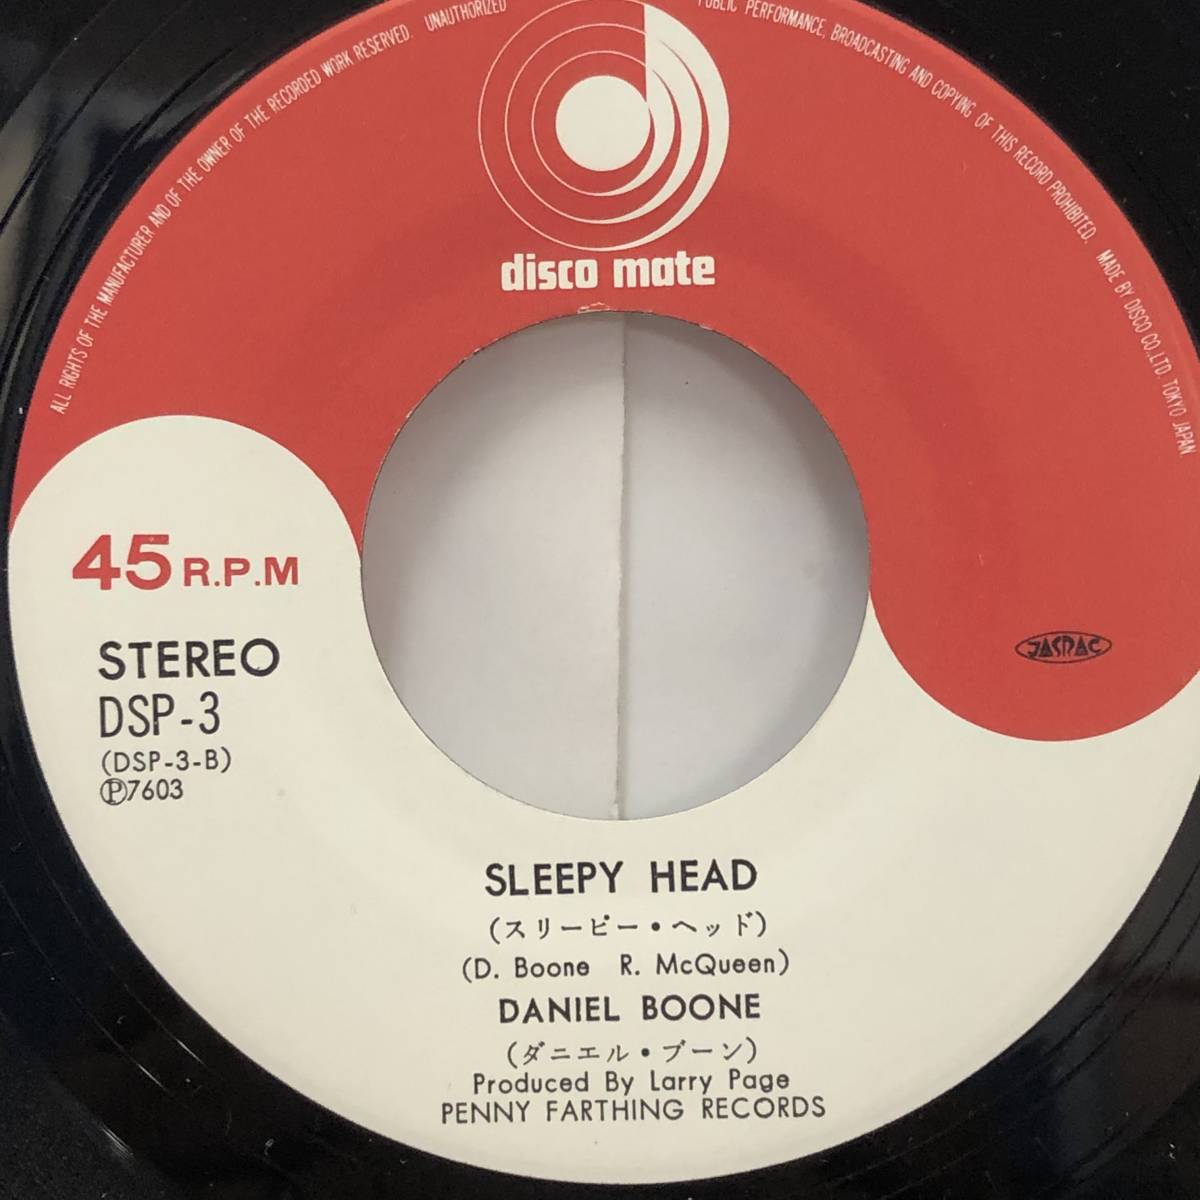 ALL RIGHTS OF THE MANUFACTURER AND OF THE OWNER OF THE RECORDED WORK RESERVED. UNAUTHORIZED PUBLIC PERFORMANCE, BROADCASTING AND COPYING OF THIS RECORD PROHIBITED. MADE BY DISCO CO., LTD. TOKYO JAPAN
disco mate
45 R.P.M
STEREO
DSP-3
(DSP-3-B)
Ⓟ7603
JASRAC
SLEEPY HEAD
(スリーピー・ヘッド)
(D. Boone R. McQueen)
DANIEL BOONE
(ダニエル・ブーン)
Produced By Larry Page
PENNY FARTHING RECORDS